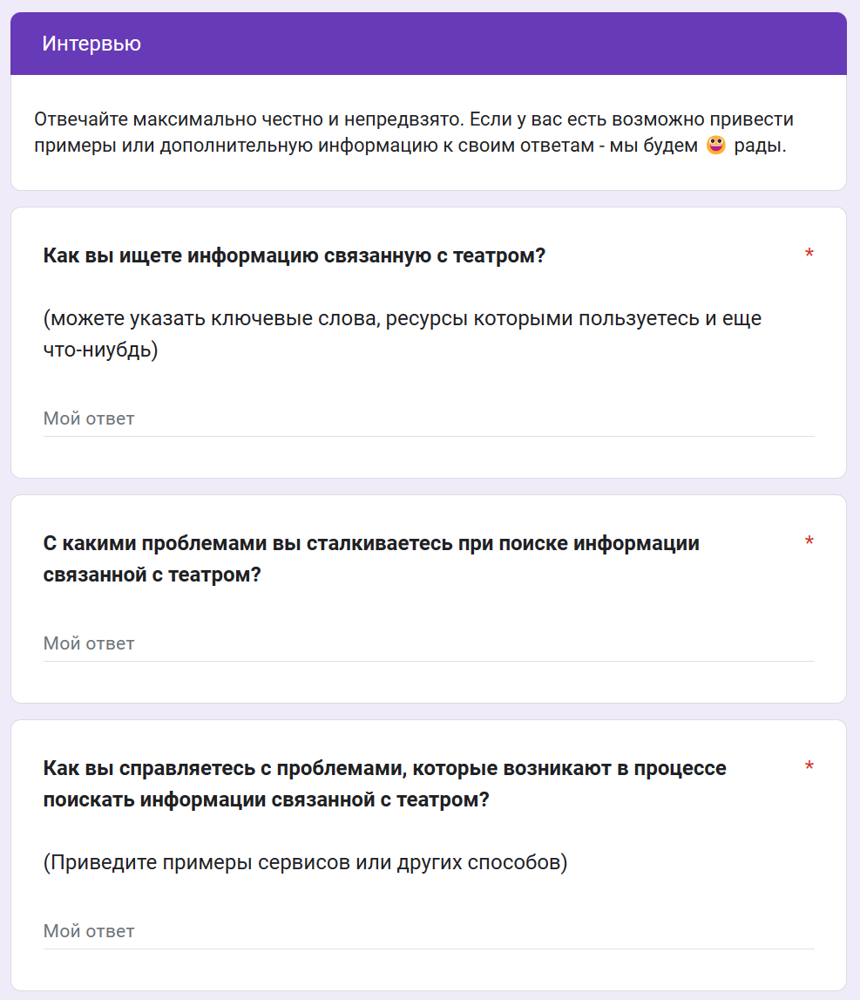 Интервью
Отвечайте максимально честно и непредвзято. Если у вас есть возможно привести
примеры или дополнительную информацию к своим ответам - мы будем 😀 рады.
Как вы ищете информацию связанную с театром? *
(можете указать ключевые слова, ресурсы которыми пользуетесь и еще
что-ниубдь)
Мой ответ
С какими проблемами вы сталкиваетесь при поиске информации *
связанной с театром?
Мой ответ
Как вы справляетесь с проблемами, которые возникают в процессе *
поискать информации связанной с театром?
(Приведите примеры сервисов или других способов)
Мой ответ